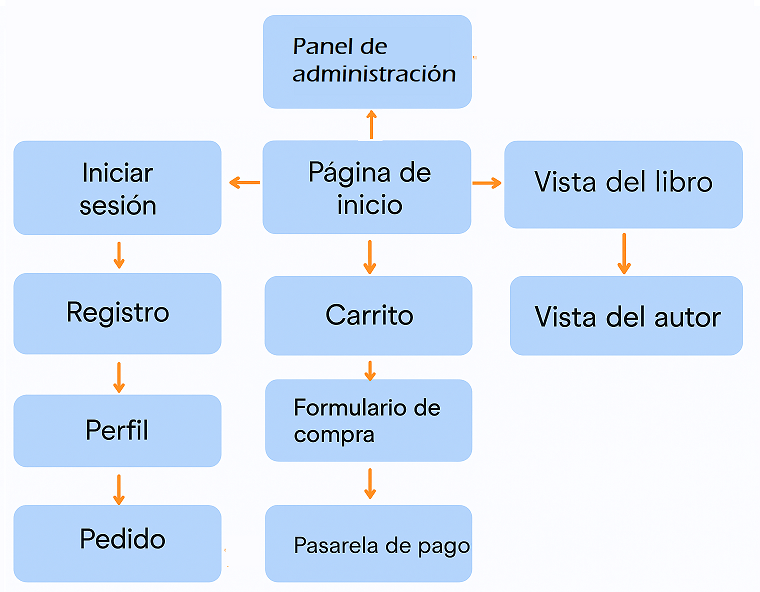 Panel de
administración
Iniciar
sesión
Página de
inicio
Vista del libro
Registro
Carrito
Vista del autor
Perfil
Formulario de
compra
Pedido
Pasarela de pago